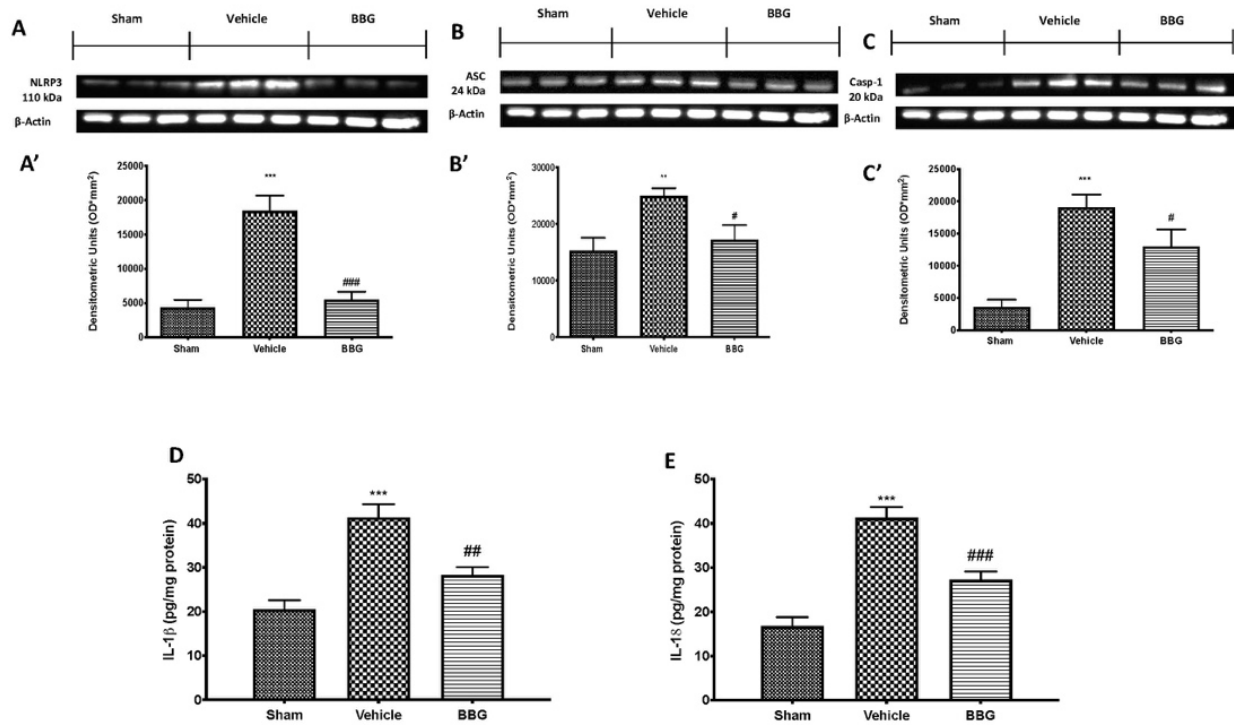 A
Sham Vehicle BBG
NLRP3
110 kDa
β-Actin
B
Sham Vehicle BBG
ASC
24 kDa
β-Actin
C
Sham Vehicle BBG
Casp-1
20 kDa
β-Actin
A'
Densitometric Units (OD*mm²)
25000
20000
15000
10000
5000
0
***
###
Sham Vehicle BBG
B'
Densitometric Units (OD*mm²)
30000
20000
10000
0
**
#
Sham Vehicle BBG
C'
Densitometric Units (OD*mm²)
25000
20000
15000
10000
5000
0
***
#
Sham Vehicle BBG
D
IL-1β (pg/mg protein)
50
40
30
20
10
0
***
##
Sham Vehicle BBG
E
IL-18 (pg/mg protein)
50
40
30
20
10
0
***
###
Sham Vehicle BBG